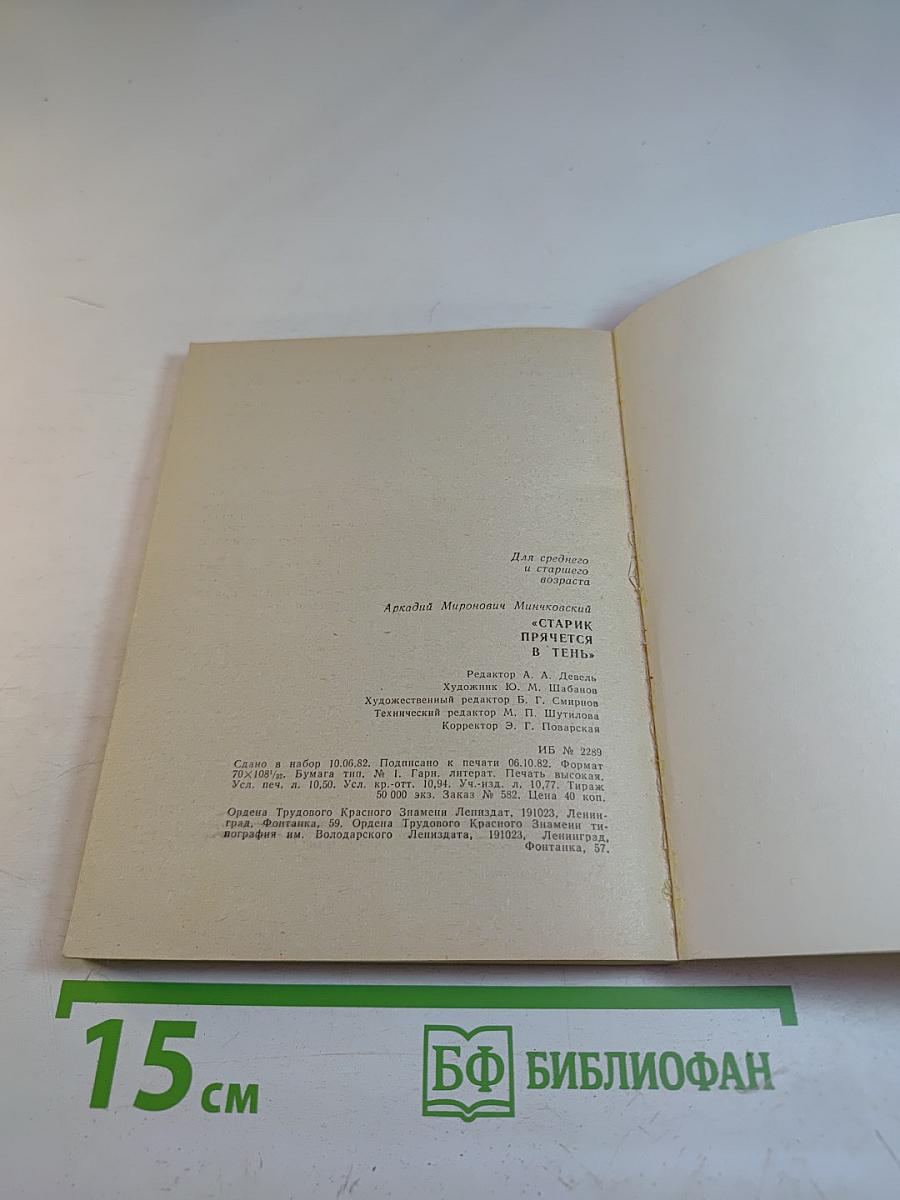 Для среднего
и старшего
возраста
Аркадий Миронович Минчковский
«СТАРИК
ПРЯЧЕТСЯ
В ТЕНЬ»
Редактор А. А. Девель
Художник Ю. М. Шабанов
Художественный редактор Б. Г. Смирнов
Технический редактор М. П. Шутилова
Корректор Э. Г. Поварская
ИБ № 2289
Сдано в набор 10.06.82. Подписано к печати 06.10.82. Формат
70×108¹/₃₂. Бумага тип. № 1. Гарн. литерат. Печать высокая.
Усл. печ. л. 10,50. Усл. кр.-отт. 10,94. Уч.-изд. л. 10,77. Тираж
50 000 экз. Заказ № 582. Цена 40 коп.
Ордена Трудового Красного Знамени Лениздат, 191023, Ленин-
град, Фонтанка, 59. Ордена Трудового Красного Знамени ти-
пография им. Володарского Лениздата, 191023, Ленинград,
Фонтанка, 57.
15 см
БФ БИБЛИОФАН